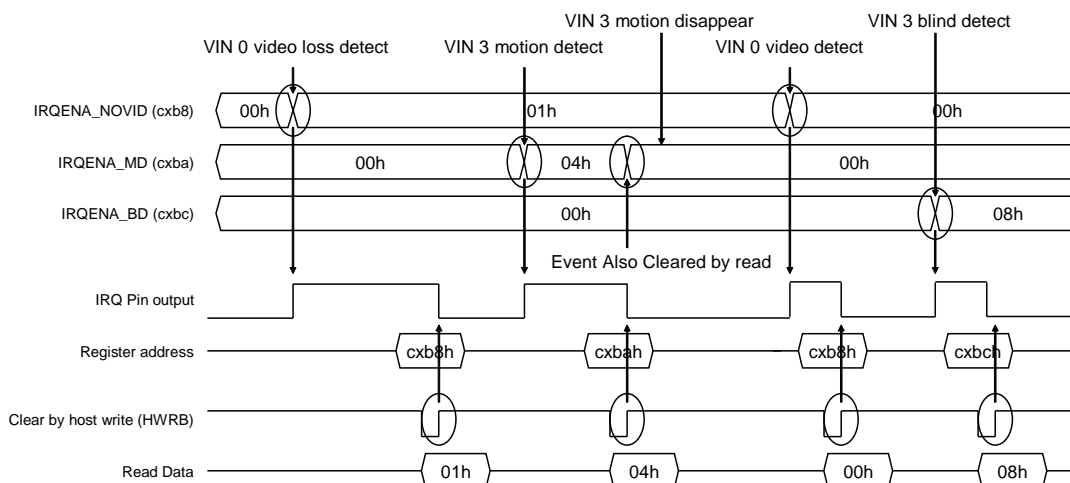 VIN 3 motion disappear
VIN 3 blind detect
VIN 0 video loss detect
VIN 3 motion detect
VIN 0 video detect
IRQENA_NOVID (cxb8)
00h
01h
00h
IRQENA_MD (cxba)
00h
04h
00h
IRQENA_BD (cxbc)
00h
08h
Event Also Cleared by read
IRQ Pin output
Register address
cxb8h
cxbah
cxb8h
cxbch
Clear by host write (HWRB)
Read Data
01h
04h
00h
08h